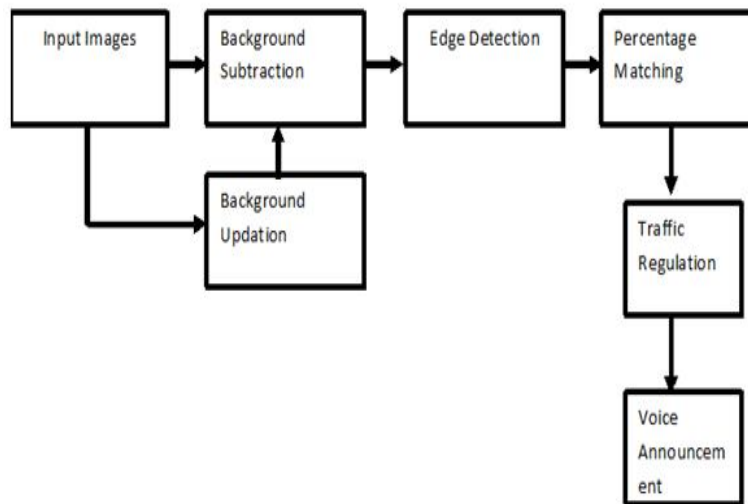 Input Images
Background
Subtraction
Edge Detection
Percentage
Matching
Background
Updation
Traffic
Regulation
Voice
Announcem
ent